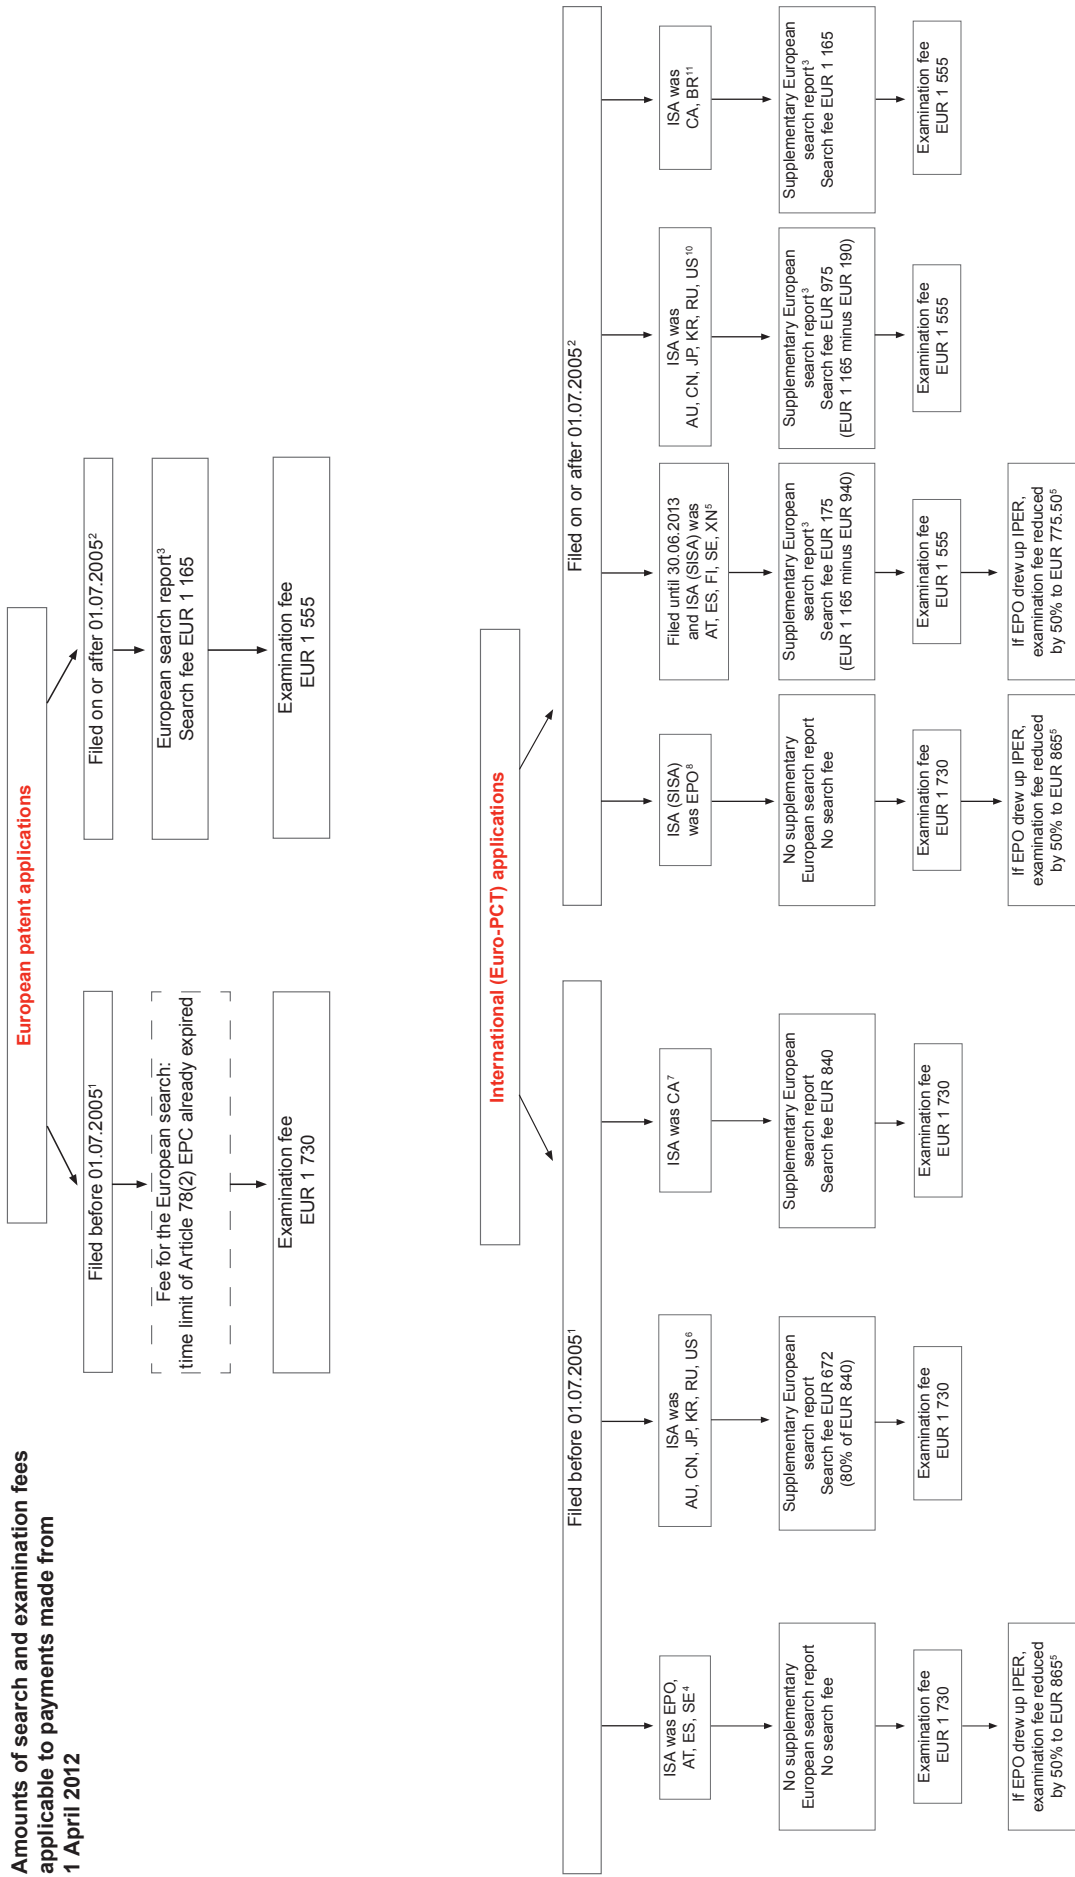 Amounts of search and examination fees
applicable to payments made from
1 April 2012
European patent applications
Filed before 01.07.2005¹
Fee for the European search:
time limit of Article 78(2) EPC already expired
Examination fee
EUR 1 730
Filed on or after 01.07.2005²
European search report³
Search fee EUR 1 165
Examination fee
EUR 1 555
International (Euro-PCT) applications
Filed before 01.07.2005¹
ISA was EPO,
AT, ES, SE⁴
No supplementary
European search report
No search fee
Examination fee
EUR 1 730
If EPO drew up IPER,
examination fee reduced
by 50% to EUR 865⁵
ISA was
AU, CN, JP, KR, RU, US⁶
Supplementary European
search report
Search fee EUR 672
(80% of EUR 840)
Examination fee
EUR 1 730
ISA was CA⁷
Supplementary European
search report
Search fee EUR 840
Examination fee
EUR 1 730
Filed on or after 01.07.2005²
ISA (SISA)
was EPO⁸
No supplementary
European search report
No search fee
Examination fee
EUR 1 730
If EPO drew up IPER,
examination fee reduced
by 50% to EUR 865⁵
Filed until 30.06.2013
and ISA (SISA) was
AT, ES, FI, SE, XN⁵
Supplementary European
search report³
Search fee EUR 175
(EUR 1 165 minus EUR 940)
Examination fee
EUR 1 555
If EPO drew up IPER,
examination fee reduced
by 50% to EUR 775.50⁵
ISA was
AU, CN, JP, KR, RU, US¹⁰
Supplementary European
search report³
Search fee EUR 975
(EUR 1 165 minus EUR 190)
Examination fee
EUR 1 555
ISA was
CA, BR¹¹
Supplementary European
search report³
Search fee EUR 1 165
Examination fee
EUR 1 555